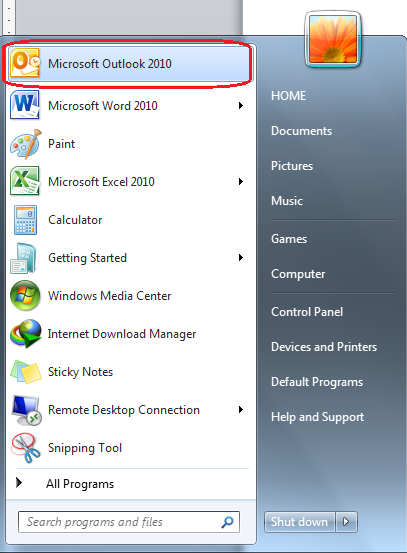 Microsoft Outlook 2010
Microsoft Word 2010
Paint
Microsoft Excel 2010
Calculator
Getting Started
Windows Media Center
Internet Download Manager
Sticky Notes
Remote Desktop Connection
Snipping Tool
All Programs
Search programs and files
HOME
Documents
Pictures
Music
Games
Computer
Control Panel
Devices and Printers
Default Programs
Help and Support
Shut down